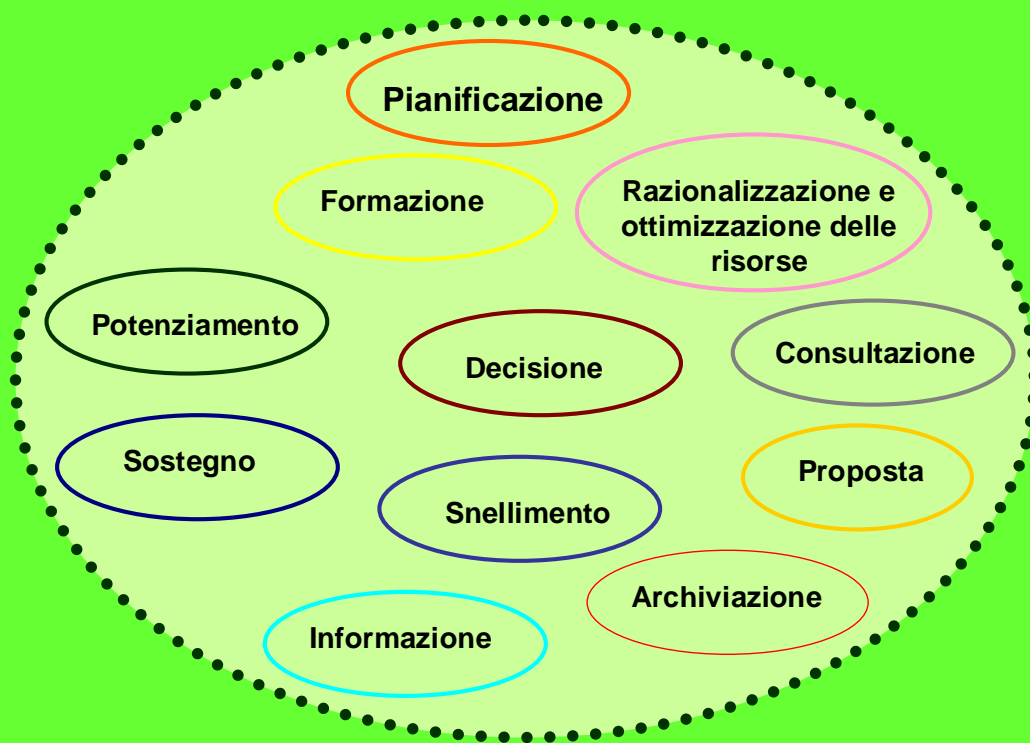 Pianificazione
Formazione
Razionalizzazione e
ottimizzazione delle
risorse
Potenziamento
Decisione
Consultazione
Sostegno
Proposta
Snellimento
Archiviazione
Informazione